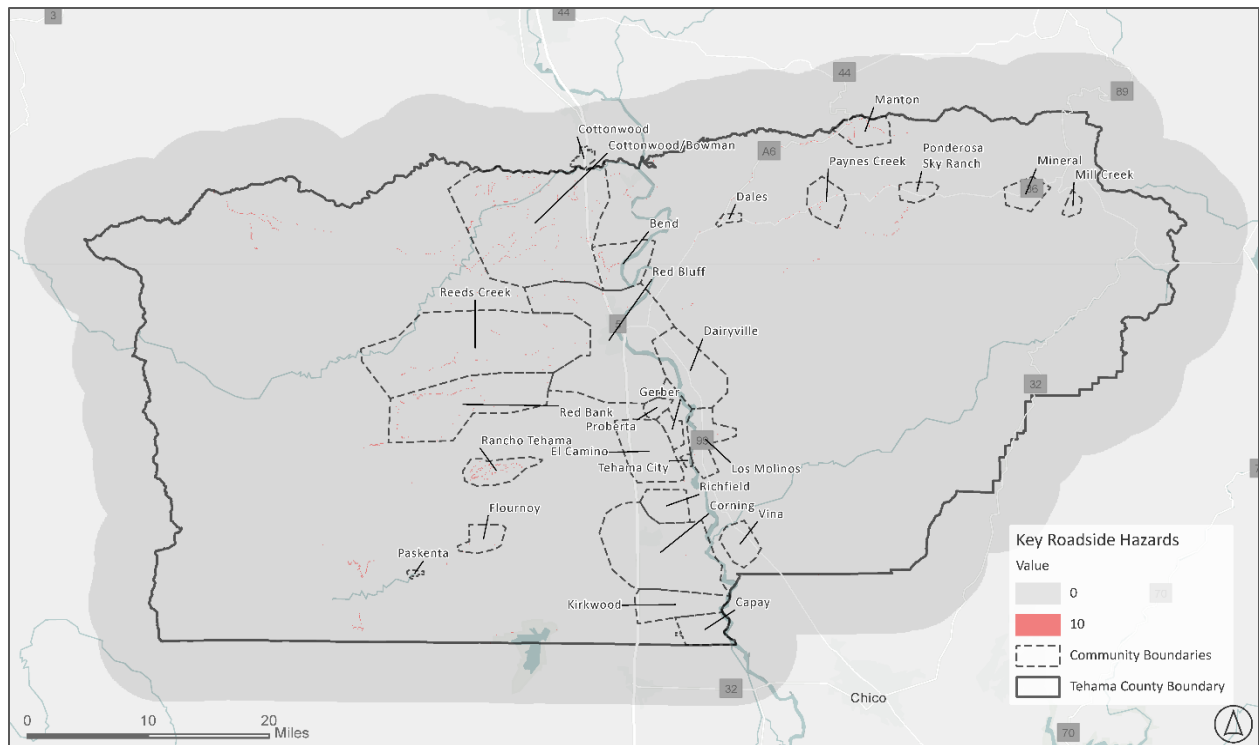 3
44
44
89
Manton
Cottonwood
Cottonwood/Bowman
A6
Paynes Creek
Ponderosa
Sky Ranch
Mineral
36
Mill Creek
Dales
Bend
Red Bluff
Reeds Creek
5
Dairyville
32
Gerber
Red Bank
Proberta
Rancho Tehama
El Camino
99
Tehama City
Los Molinos
Richfield
Corning
Flournoy
Vina
Paskenta
Kirkwood
Capay
32
Chico
Key Roadside Hazards
Value
0
70
10
Community Boundaries
Tehama County Boundary
0 10 20
Miles
70